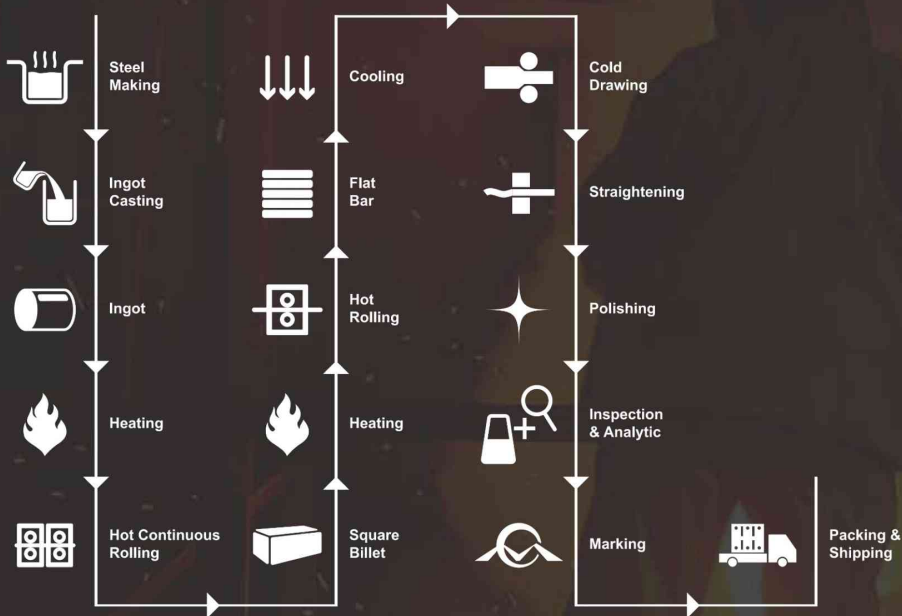 Steel
Making
Ingot
Casting
Ingot
Heating
Hot Continuous
Rolling
Square
Billet
Heating
Hot
Rolling
Flat
Bar
Cooling
Cold
Drawing
Straightening
Polishing
Inspection
& Analytic
Marking
Packing &
Shipping